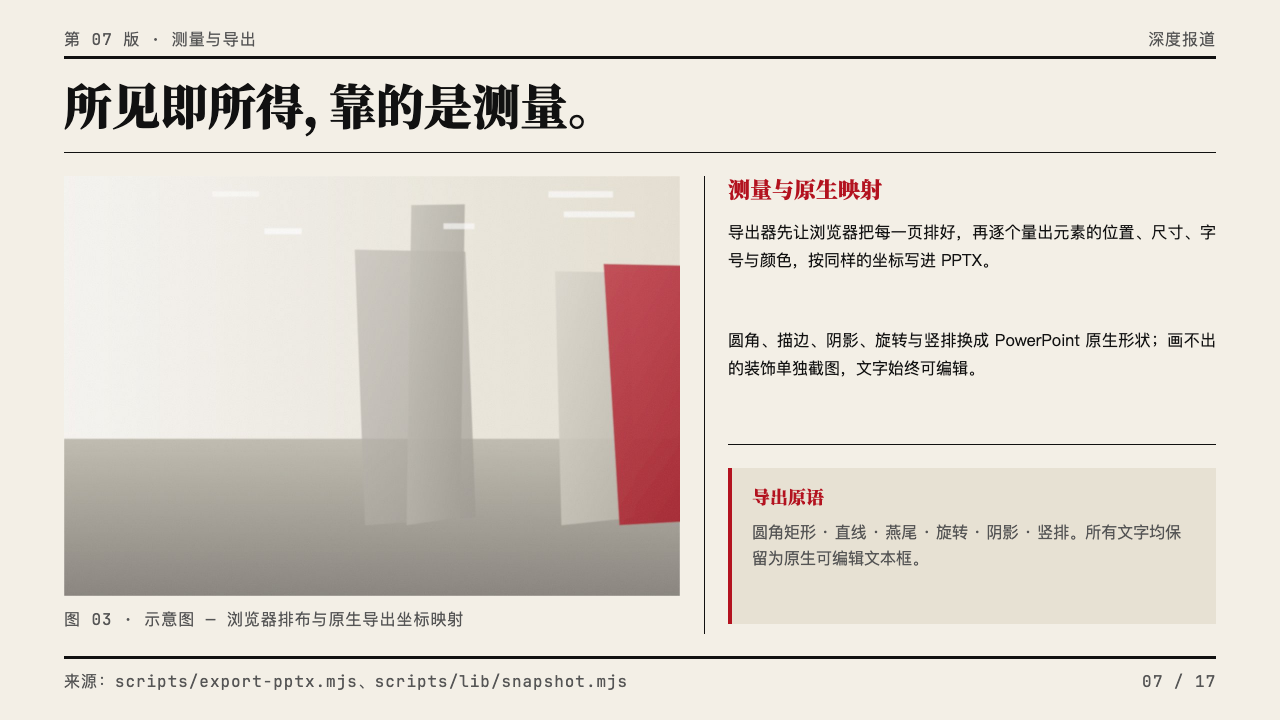 第 07 版 · 测量与导出
深度报道
所见即所得，靠的是测量。
测量与原生映射
导出器先让浏览器把每一页排好，再逐个量出元素的位置、尺寸、字
号与颜色，按同样的坐标写进 PPTX。
圆角、描边、阴影、旋转与竖排换成 PowerPoint 原生形状；画不出
的装饰单独截图，文字始终可编辑。
导出原语
圆角矩形 · 直线 · 燕尾 · 旋转 · 阴影 · 竖排。所有文字均保
留为原生可编辑文本框。
图 03 · 示意图 — 浏览器排布与原生导出坐标映射
来源：scripts/export-pptx.mjs、scripts/lib/snapshot.mjs
07 / 17